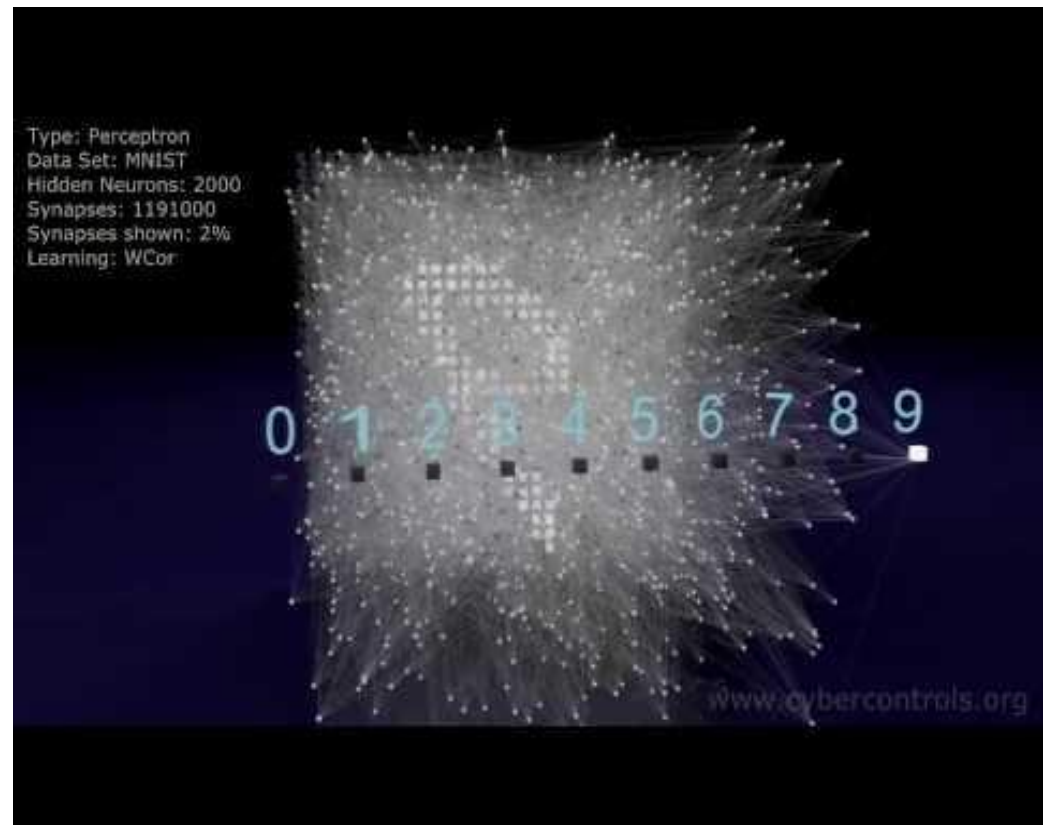 Type: Perceptron
Data Set: MNIST
Hidden Neurons: 2000
Synapses: 1191000
Synapses shown: 2%
Learning: WCor
0 1 2 3 4 5 6 7 8 9
www.cybercontrols.org